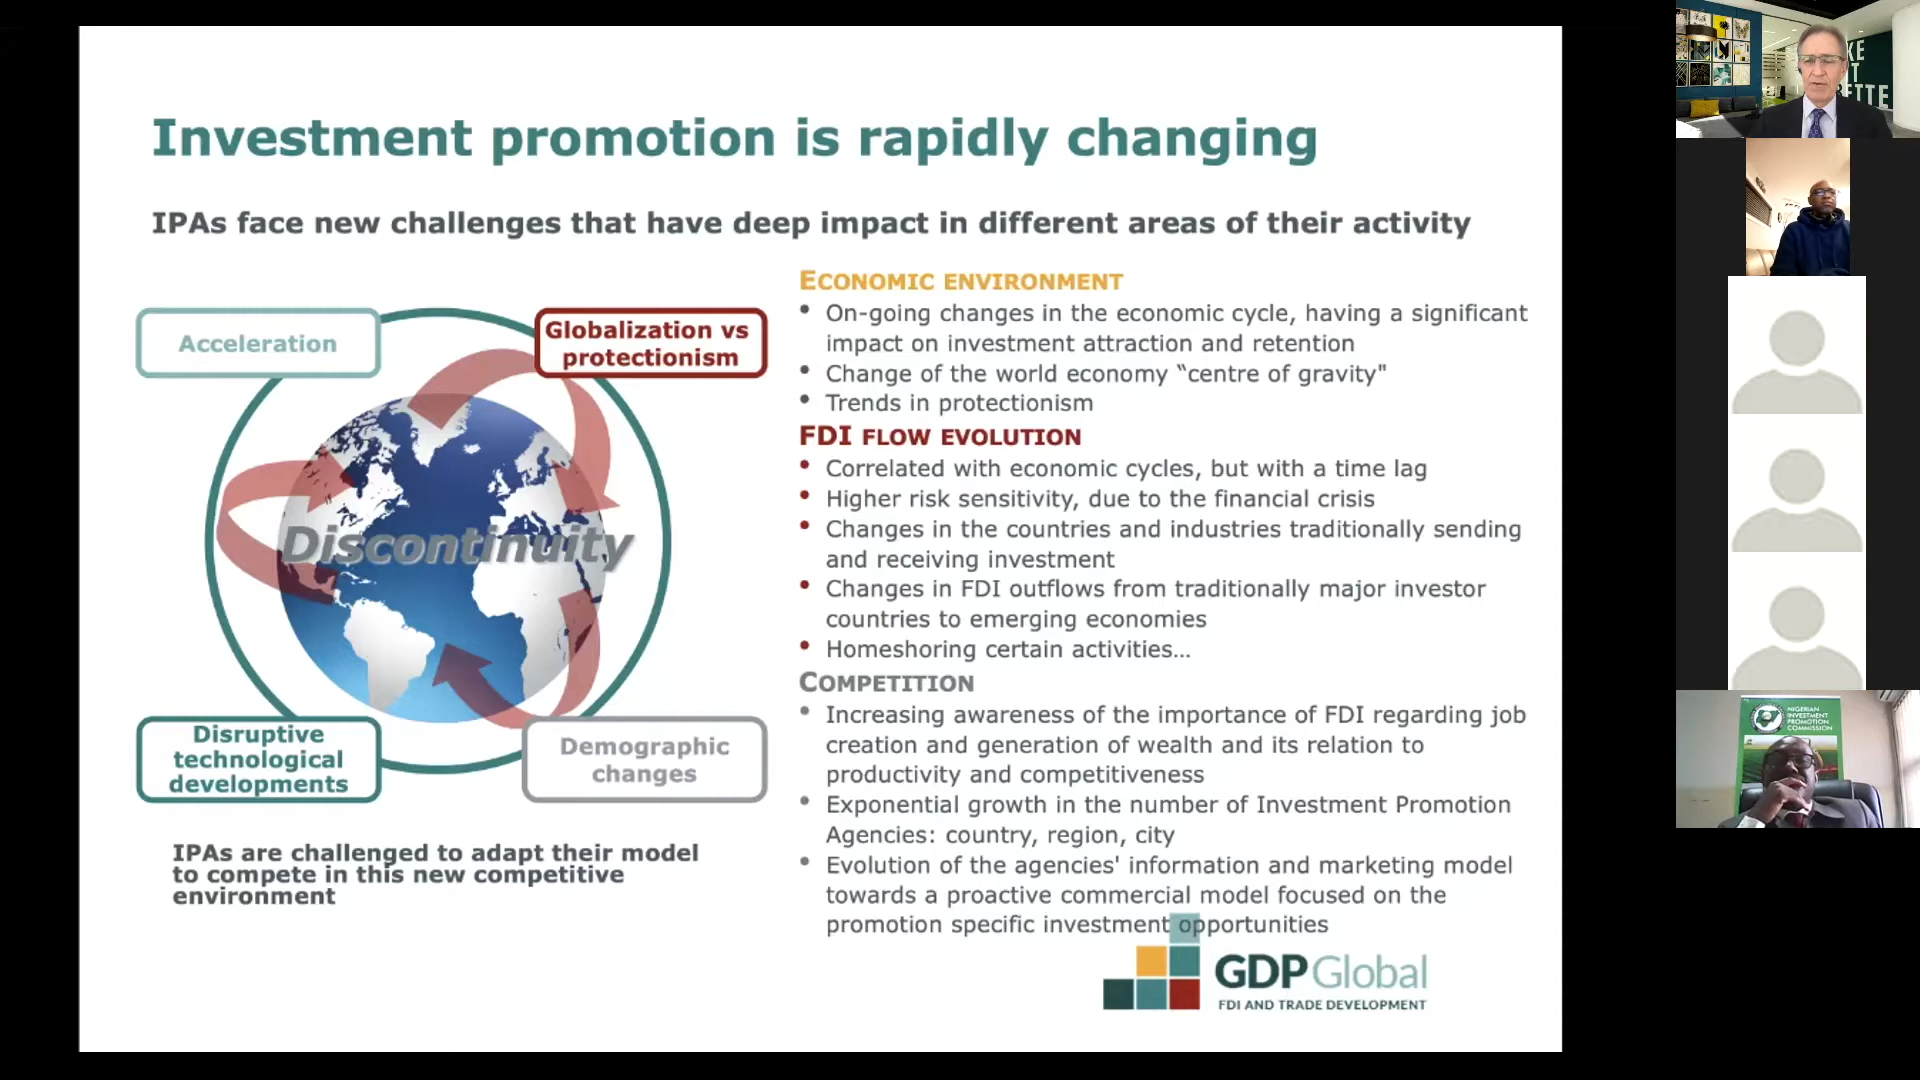 Investment promotion is rapidly changing
IPAs face new challenges that have deep impact in different areas of their activity
Acceleration
Globalization vs
protectionism
Discontinuity
Disruptive
technological
developments
Demographic
changes
IPAs are challenged to adapt their model
to compete in this new competitive
environment
ECONOMIC ENVIRONMENT
• On-going changes in the economic cycle, having a significant
impact on investment attraction and retention
• Change of the world economy “centre of gravity"
• Trends in protectionism
FDI FLOW EVOLUTION
• Correlated with economic cycles, but with a time lag
• Higher risk sensitivity, due to the financial crisis
• Changes in the countries and industries traditionally sending
and receiving investment
• Changes in FDI outflows from traditionally major investor
countries to emerging economies
• Homeshoring certain activities...
COMPETITION
• Increasing awareness of the importance of FDI regarding job
creation and generation of wealth and its relation to
productivity and competitiveness
• Exponential growth in the number of Investment Promotion
Agencies: country, region, city
• Evolution of the agencies' information and marketing model
towards a proactive commercial model focused on the
promotion specific investment opportunities
GDP Global
FDI AND TRADE DEVELOPMENT
NIGERIAN
INVESTMENT
PROMOTION
COMMISSION